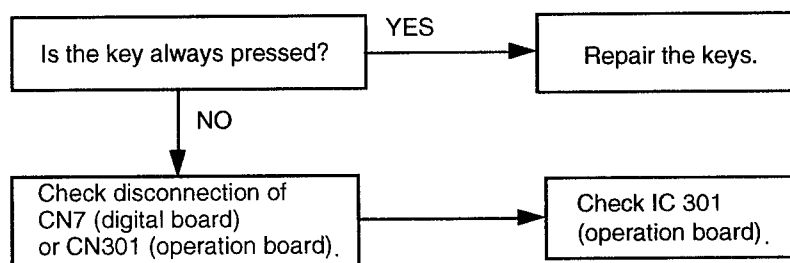 Is the key always pressed?
YES
Repair the keys.
NO
Check disconnection of
CN7 (digital board)
or CN301 (operation board).
Check IC 301
(operation board).